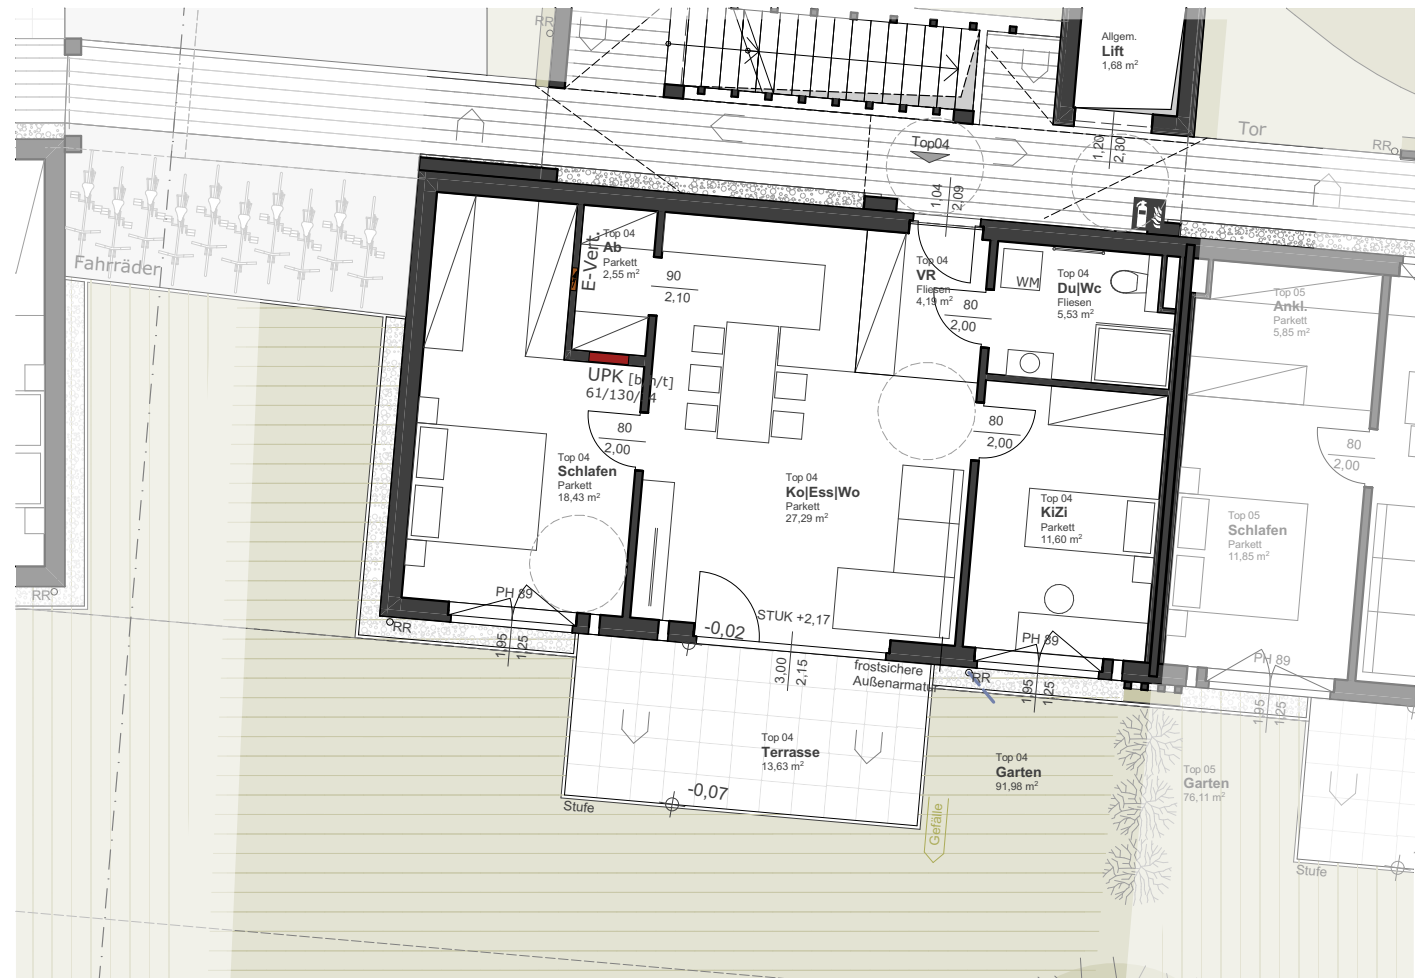 RR
Allgem.
Lift
1,68 m²
Tor
RR
Top04
1,20
2,30
1,04
2,09
Fahrräder
E-Vert.
Top 04
Ab
Parkett
2,55 m²
90
2,10
Top 04
VR
Fliesen
4,19 m²
80
2,00
WM
Top 04
Du|Wc
Fliesen
5,53 m²
Top 05
Ankl.
Parkett
5,85 m²
UPK [b/h/t]
61/130/14
80
2,00
80
2,00
80
2,00
Top 04
Schlafen
Parkett
18,43 m²
Top 04
Ko|Ess|Wo
Parkett
27,29 m²
Top 04
KiZi
Parkett
11,60 m²
Top 05
Schlafen
Parkett
11,85 m²
RR
PH 89
RR
1,95
1,25
-0,02
STUK +2,17
3,00
2,15
frostsichere
Außenarmatur
PH 89
RR
1,95
1,25
PH 89
1,95
1,25
Top 04
Terrasse
13,63 m²
-0,07
Stufe
Top 04
Garten
91,98 m²
Gefälle
Top 05
Garten
76,11 m²
Stufe